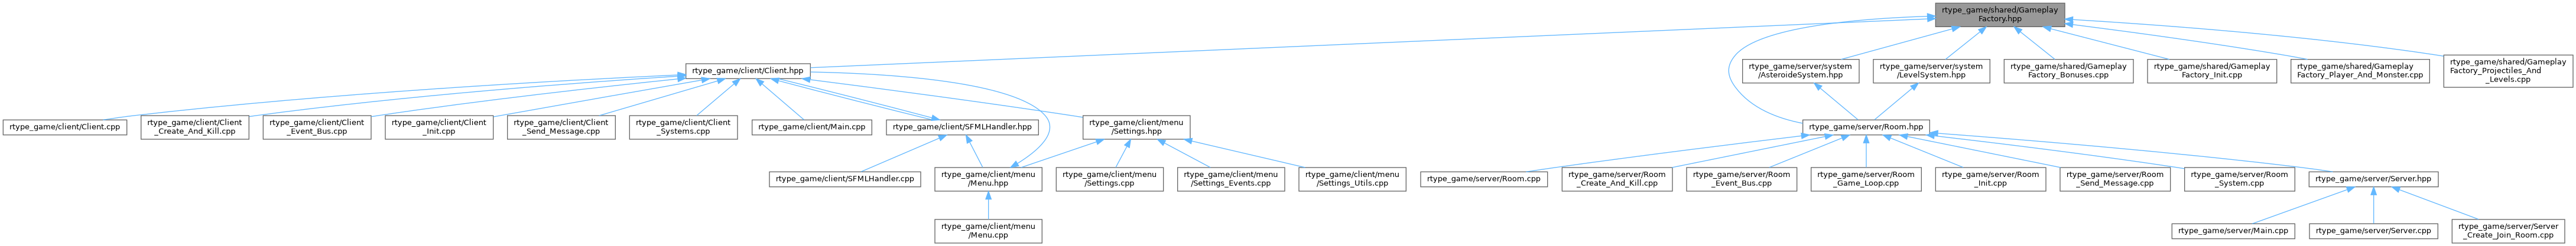 rtype_game/shared/Gameplay
Factory.hpp
rtype_game/client/Client.hpp
rtype_game/server/system
/AsteroideSystem.hpp
rtype_game/server/system
/LevelSystem.hpp
rtype_game/shared/Gameplay
Factory_Bonuses.cpp
rtype_game/shared/Gameplay
Factory_Init.cpp
rtype_game/shared/Gameplay
Factory_Player_And_Monster.cpp
rtype_game/shared/Gameplay
Factory_Projectiles_And
_Levels.cpp
rtype_game/client/Client.cpp
rtype_game/client/Client
_Create_And_Kill.cpp
rtype_game/client/Client
_Event_Bus.cpp
rtype_game/client/Client
_Init.cpp
rtype_game/client/Client
_Send_Message.cpp
rtype_game/client/Client
_Systems.cpp
rtype_game/client/Main.cpp
rtype_game/client/SFMLHandler.hpp
rtype_game/client/menu
/Settings.hpp
rtype_game/server/Room.hpp
rtype_game/client/SFMLHandler.cpp
rtype_game/client/menu
/Menu.hpp
rtype_game/client/menu
/Settings.cpp
rtype_game/client/menu
/Settings_Events.cpp
rtype_game/client/menu
/Settings_Utils.cpp
rtype_game/server/Room.cpp
rtype_game/server/Room
_Create_And_Kill.cpp
rtype_game/server/Room
_Event_Bus.cpp
rtype_game/server/Room
_Game_Loop.cpp
rtype_game/server/Room
_Init.cpp
rtype_game/server/Room
_Send_Message.cpp
rtype_game/server/Room
_System.cpp
rtype_game/server/Server.hpp
rtype_game/client/menu
/Menu.cpp
rtype_game/server/Main.cpp
rtype_game/server/Server.cpp
rtype_game/server/Server
_Create_Join_Room.cpp